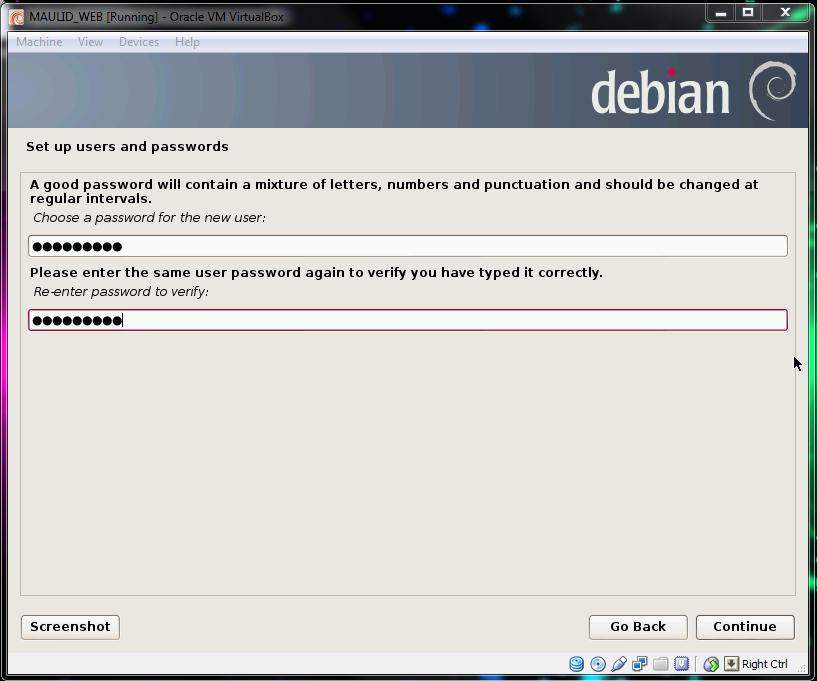 MAULID_WEB [Running] - Oracle VM VirtualBox
Machine View Devices Help
debian
Set up users and passwords
A good password will contain a mixture of letters, numbers and punctuation and should be changed at
regular intervals.
Choose a password for the new user:
●●●●●●●●●
Please enter the same user password again to verify you have typed it correctly.
Re-enter password to verify:
●●●●●●●●●
Screenshot Go Back Continue
Right Ctrl